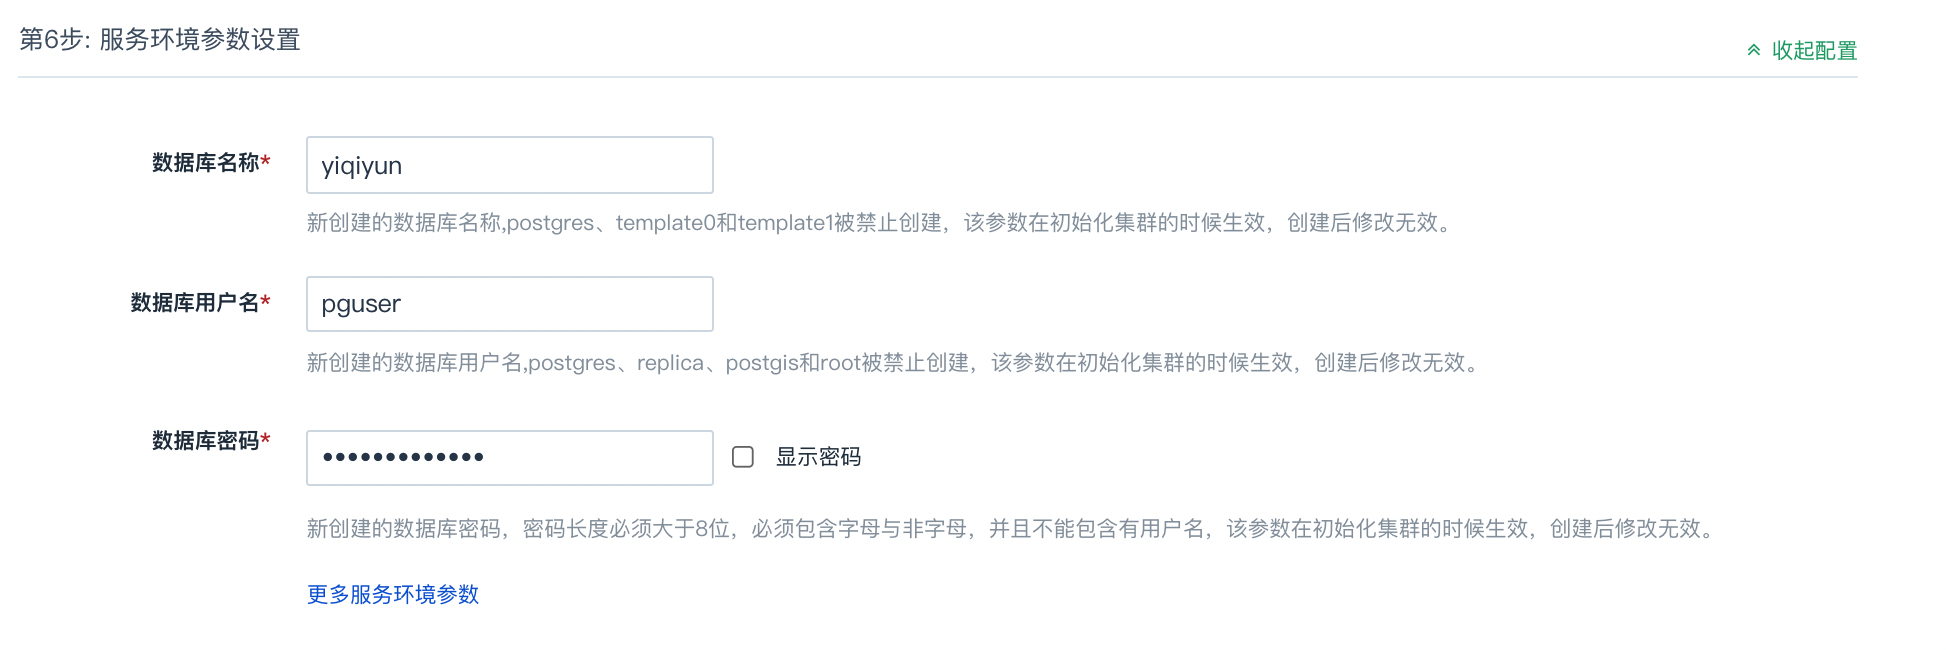 第6步: 服务环境参数设置
收起配置
数据库名称*
yiqiyun
新创建的数据库名称,postgres、template0和template1被禁止创建，该参数在初始化集群的时候生效，创建后修改无效。
数据库用户名*
pguser
新创建的数据库用户名,postgres、replica、postgis和root被禁止创建，该参数在初始化集群的时候生效，创建后修改无效。
数据库密码*
•••••••••••••
显示密码
新创建的数据库密码，密码长度必须大于8位，必须包含字母与非字母，并且不能包含有用户名，该参数在初始化集群的时候生效，创建后修改无效。
更多服务环境参数